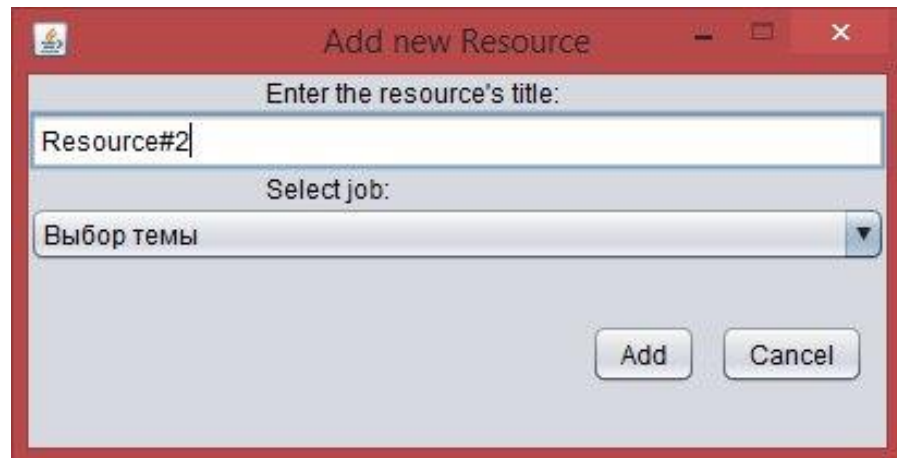 Add new Resource
Enter the resource's title:
Resource#2
Select job:
Выбор темы
Add Cancel